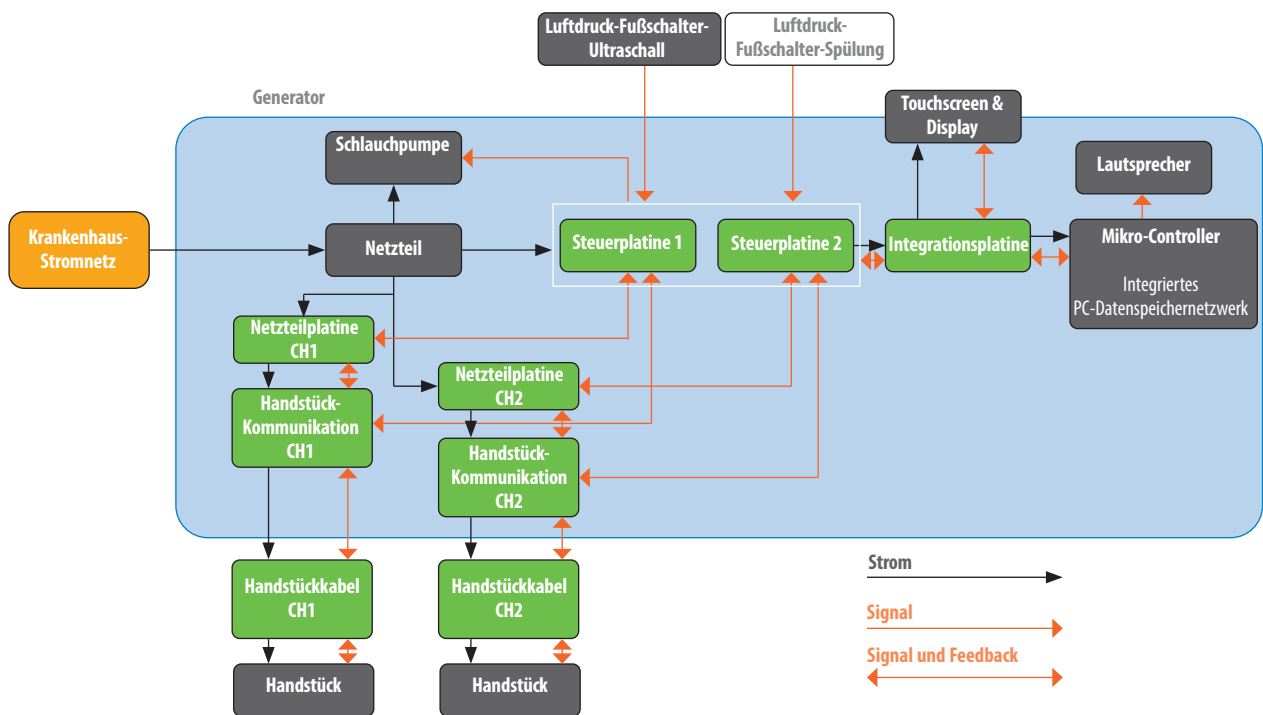 Luftdruck-Fußschalter-
Ultraschall
Luftdruck-
Fußschalter-Spülung
Generator
Touchscreen &
Display
Schlauchpumpe
Lautsprecher
Krankenhaus-
Stromnetz
Netzteil
Steuerplatine 1
Steuerplatine 2
Integrationsplatine
Mikro-Controller
Integriertes
PC-Datenspeichernetzwerk
Netzteilplatine
CH1
Netzteilplatine
CH2
Handstück-
Kommunikation
CH1
Handstück-
Kommunikation
CH2
Handstückkabel
CH1
Handstückkabel
CH2
Handstück
Handstück
Strom
Signal
Signal und Feedback